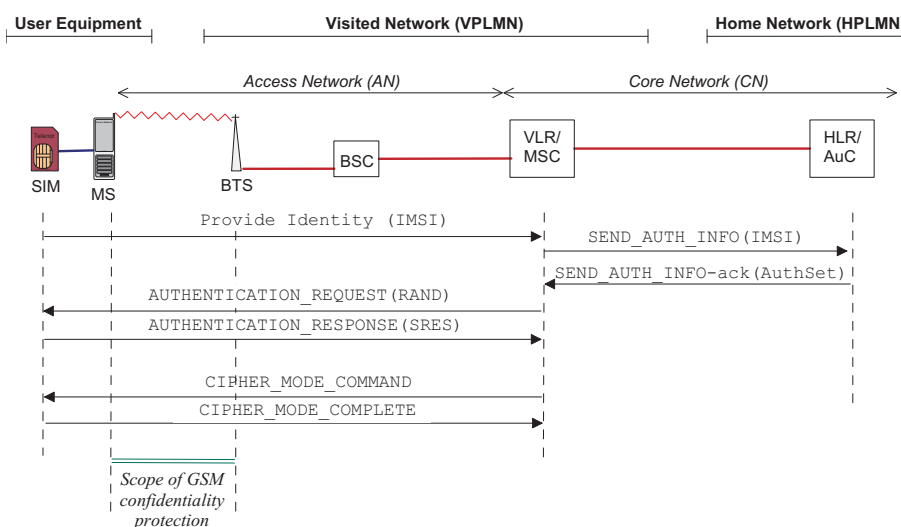 User Equipment
Visited Network (VPLMN)
Home Network (HPLMN
Access Network (AN)
Core Network (CN)
Telenor
SIM
MS
BTS
BSC
VLR/
MSC
HLR/
AuC
Provide Identity (IMSI)
SEND_AUTH_INFO(IMSI)
SEND_AUTH_INFO-ack(AuthSet)
AUTHENTICATION_REQUEST(RAND)
AUTHENTICATION_RESPONSE(SRES)
CIPHER_MODE_COMMAND
CIPHER_MODE_COMPLETE
Scope of GSM
confidentiality
protection